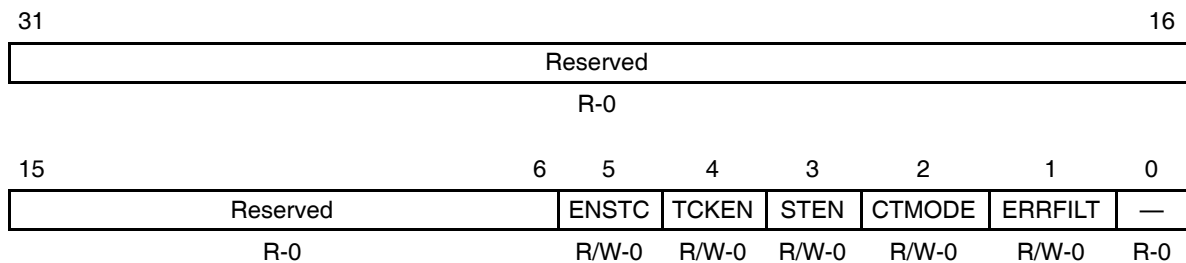 31 16
Reserved
R-0
15 6 5 4 3 2 1 0
Reserved ENSTC TCKEN STEN CTMODE ERRFILT —
R-0 R/W-0 R/W-0 R/W-0 R/W-0 R/W-0 R-0